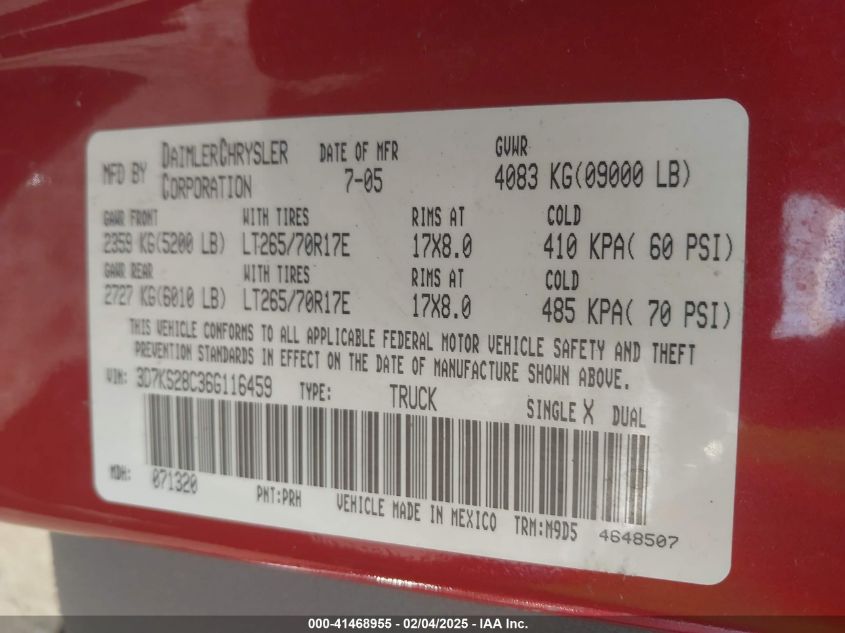 MFD BY DAIMLERCHRYSLER CORPORATION DATE OF MFR 7-05 GVWR 4083 KG(09000 LB)
GAWR FRONT WITH TIRES RIMS AT COLD
2359 KG(5200 LB) LT265/70R17E 17X8.0 410 KPA( 60 PSI)
GAWR REAR WITH TIRES RIMS AT COLD
2727 KG(6010 LB) LT265/70R17E 17X8.0 485 KPA( 70 PSI)
THIS VEHICLE CONFORMS TO ALL APPLICABLE FEDERAL MOTOR VEHICLE SAFETY AND THEFT
PREVENTION STANDARDS IN EFFECT ON THE DATE OF MANUFACTURE SHOWN ABOVE.
VIN: 3D7KS28C36G116459 TYPE: TRUCK SINGLE X DUAL
MDH: 071320 PNT:PRH VEHICLE MADE IN MEXICO TRM:M9D5 4648507
000-41468955 - 02/04/2025 - IAA Inc.